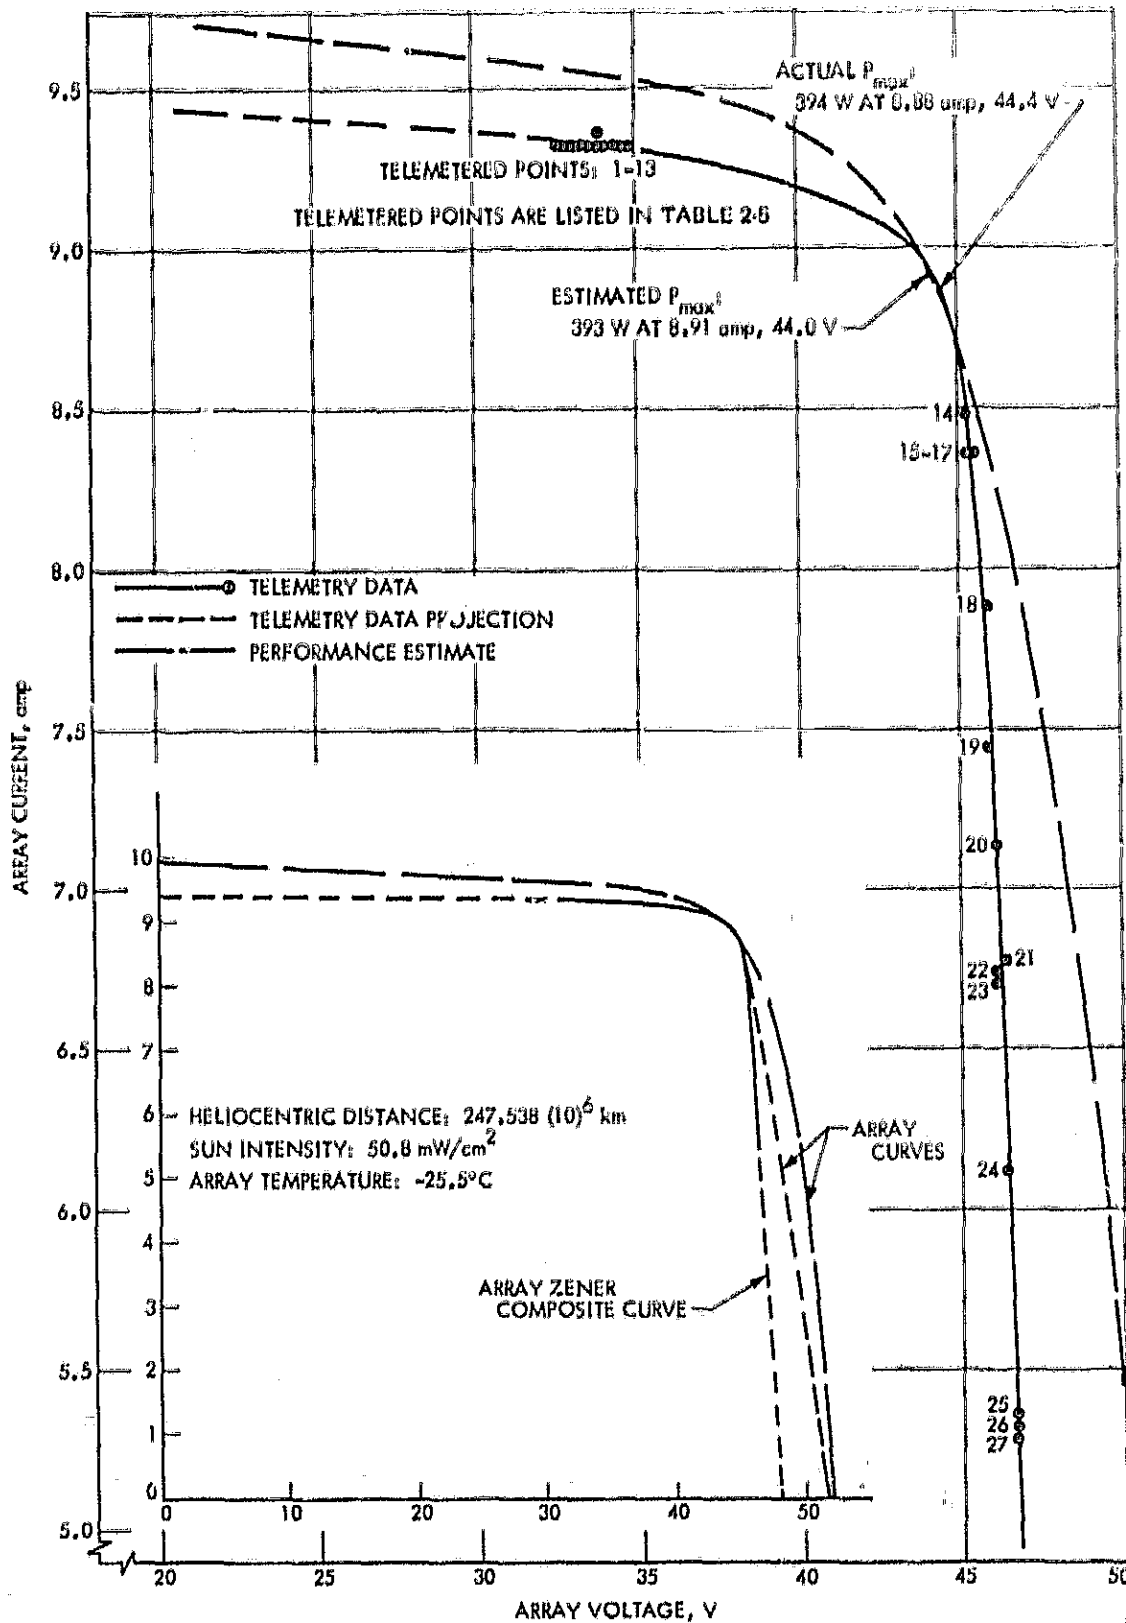 ACTUAL Pmax:
394 W AT 8.88 amp, 44.4 V
9.5
TELEMETERED POINTS: 1-13
TELEMETERED POINTS ARE LISTED IN TABLE 2-5
9.0
ESTIMATED Pmax:
393 W AT 8.91 amp, 44.0 V
8.5
14
15-17
8.0
TELEMETRY DATA
18
TELEMETRY DATA PROJECTION
PERFORMANCE ESTIMATE
ARRAY CURRENT, amp
7.5
19
20
10
7.0
9
21
22
8
23
7
6.5
6
HELIOCENTRIC DISTANCE: 247.538 (10)6 km
SUN INTENSITY: 50.8 mW/cm2
ARRAY CURVES
5
ARRAY TEMPERATURE: -25.5°C
24
6.0
4
ARRAY ZENER
COMPOSITE CURVE
3
2
5.5
25
1
26
27
0
0 10 20 30 40 50
5.0
20 25 30 35 40 45 50
ARRAY VOLTAGE, V